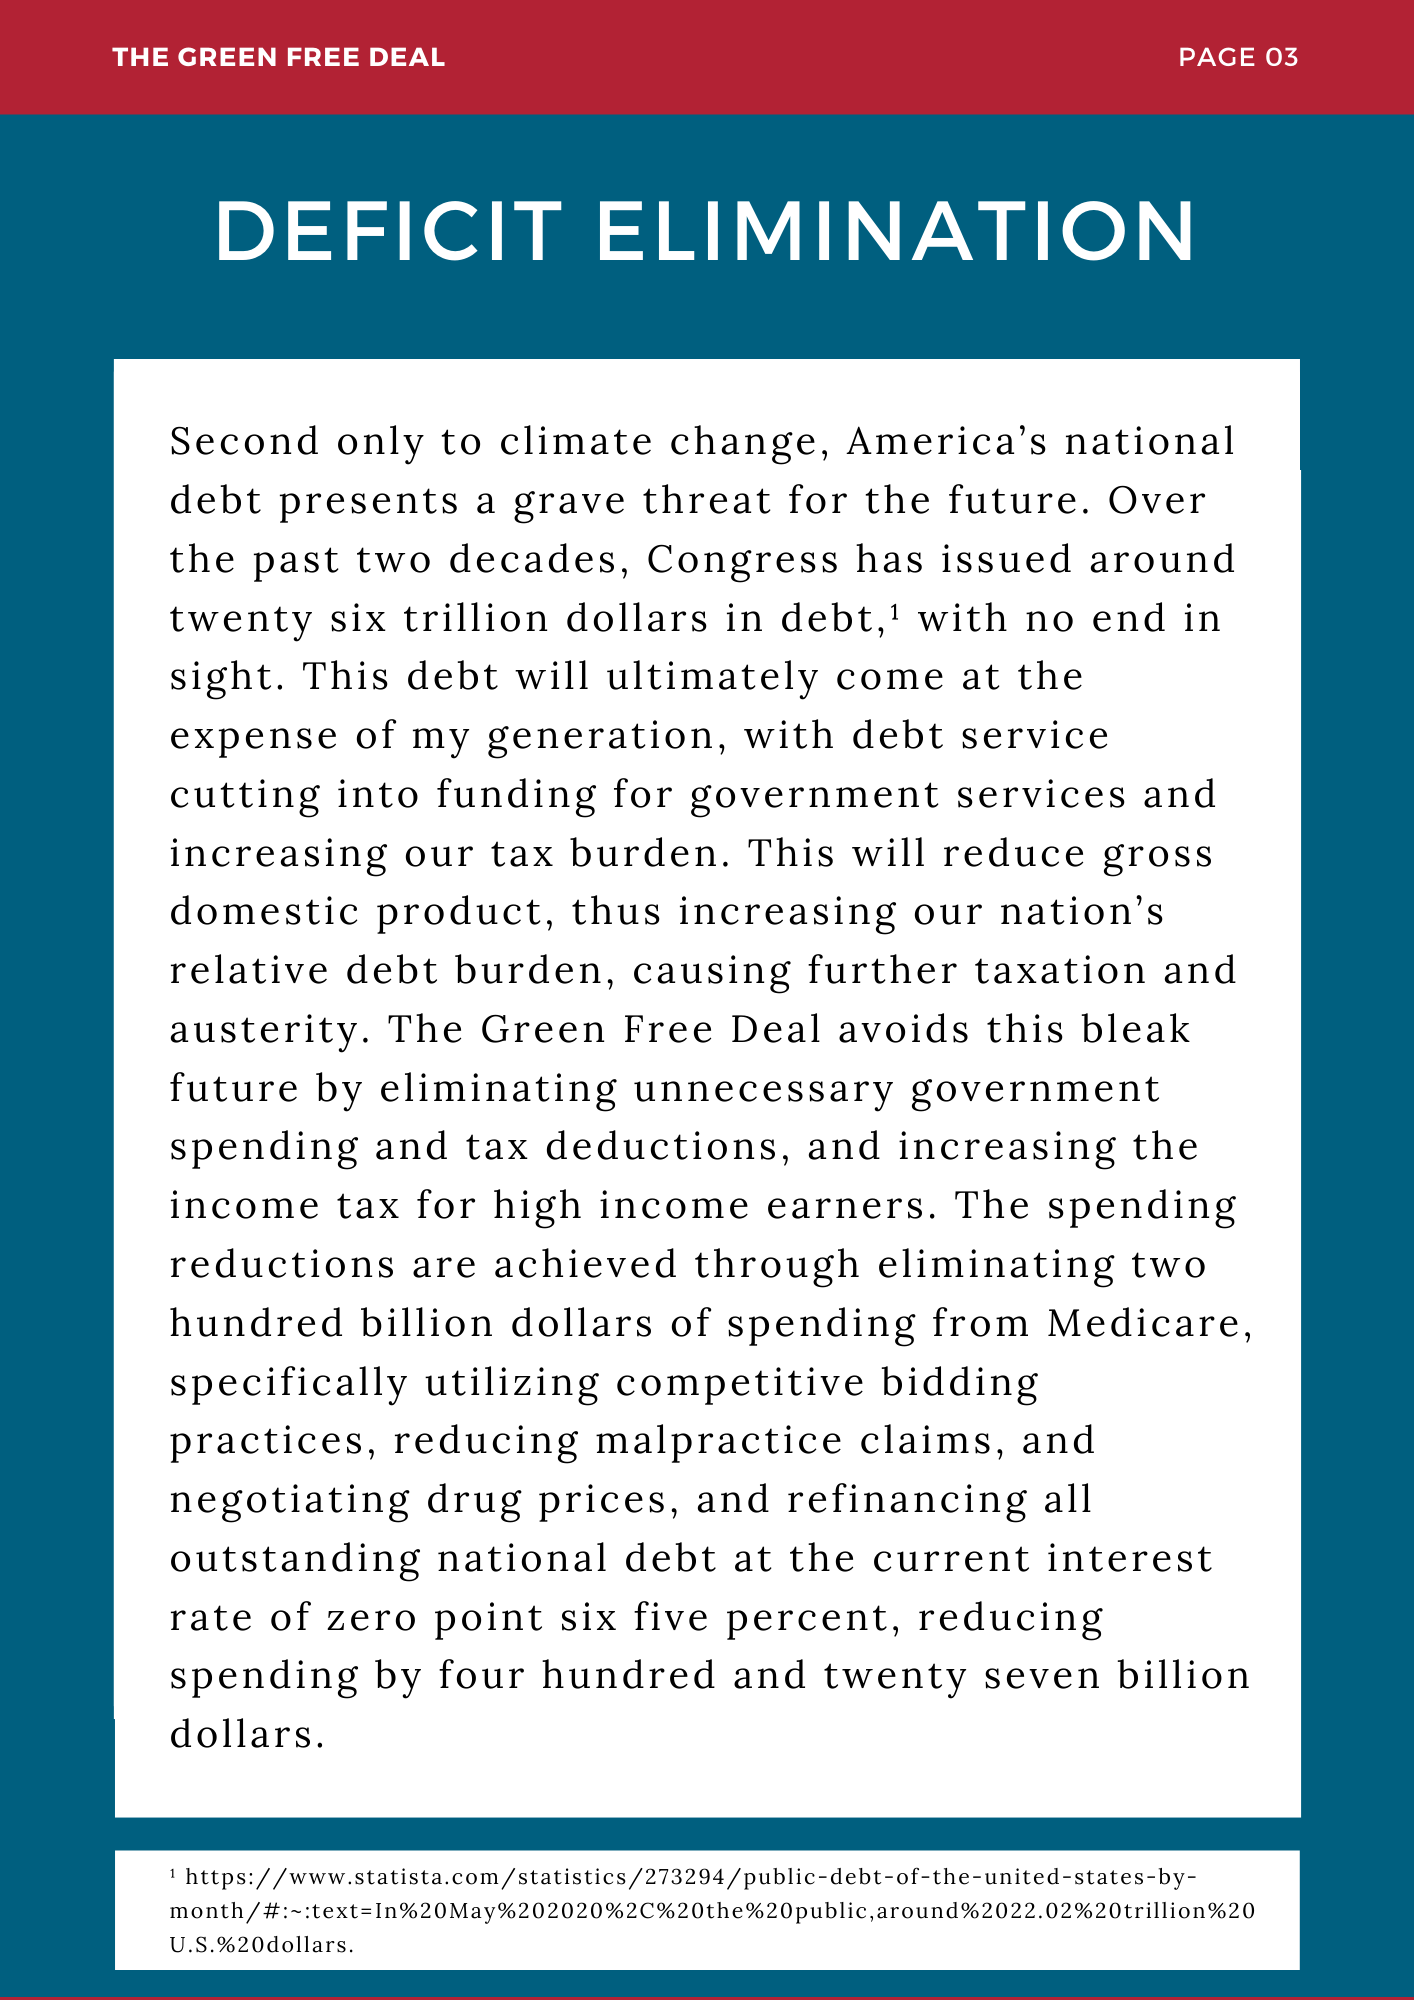 THE GREEN FREE DEAL
PAGE 03
DEFICIT ELIMINATION
Second only to climate change, America’s national
debt presents a grave threat for the future. Over
the past two decades, Congress has issued around
twenty six trillion dollars in debt,¹ with no end in
sight. This debt will ultimately come at the
expense of my generation, with debt service
cutting into funding for government services and
increasing our tax burden. This will reduce gross
domestic product, thus increasing our nation’s
relative debt burden, causing further taxation and
austerity. The Green Free Deal avoids this bleak
future by eliminating unnecessary government
spending and tax deductions, and increasing the
income tax for high income earners. The spending
reductions are achieved through eliminating two
hundred billion dollars of spending from Medicare,
specifically utilizing competitive bidding
practices, reducing malpractice claims, and
negotiating drug prices, and refinancing all
outstanding national debt at the current interest
rate of zero point six five percent, reducing
spending by four hundred and twenty seven billion
dollars.
¹ https://www.statista.com/statistics/273294/public-debt-of-the-united-states-by-
month/#:~:text=In%20May%202020%2C%20the%20public,around%2022.02%20trillion%20
U.S.%20dollars.